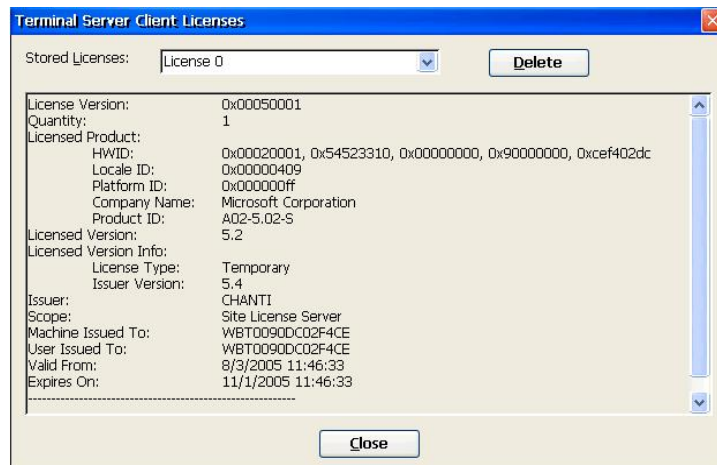 Terminal Server Client Licenses
Stored Licenses: License 0 Delete
License Version: 0x00050001
Quantity: 1
Licensed Product:
HWID: 0x00020001, 0x54523310, 0x00000000, 0x90000000, 0xcef402dc
Locale ID: 0x00000409
Platform ID: 0x000000ff
Company Name: Microsoft Corporation
Product ID: A02-5.02-S
Licensed Version: 5.2
Licensed Version Info:
License Type: Temporary
Issuer Version: 5.4
Issuer: CHANTI
Scope: Site License Server
Machine Issued To: WBT0090DC02F4CE
User Issued To: WBT0090DC02F4CE
Valid From: 8/3/2005 11:46:33
Expires On: 11/1/2005 11:46:33
------------------------------------------------------------
Close